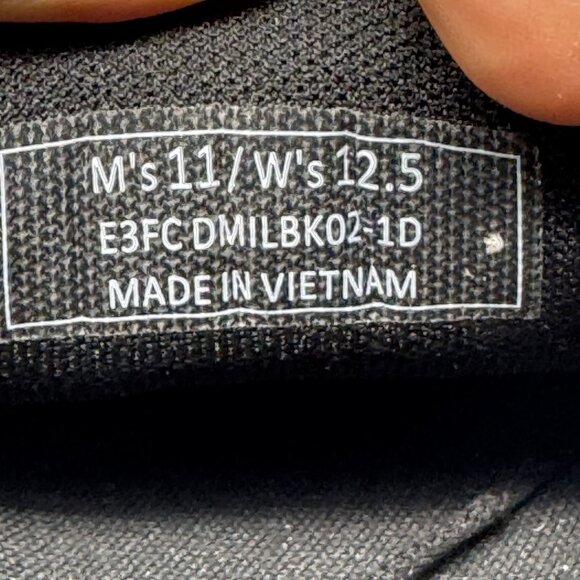 M's 11 / W's 12.5
E3FC DMILBK02-1D
MADE IN VIETNAM